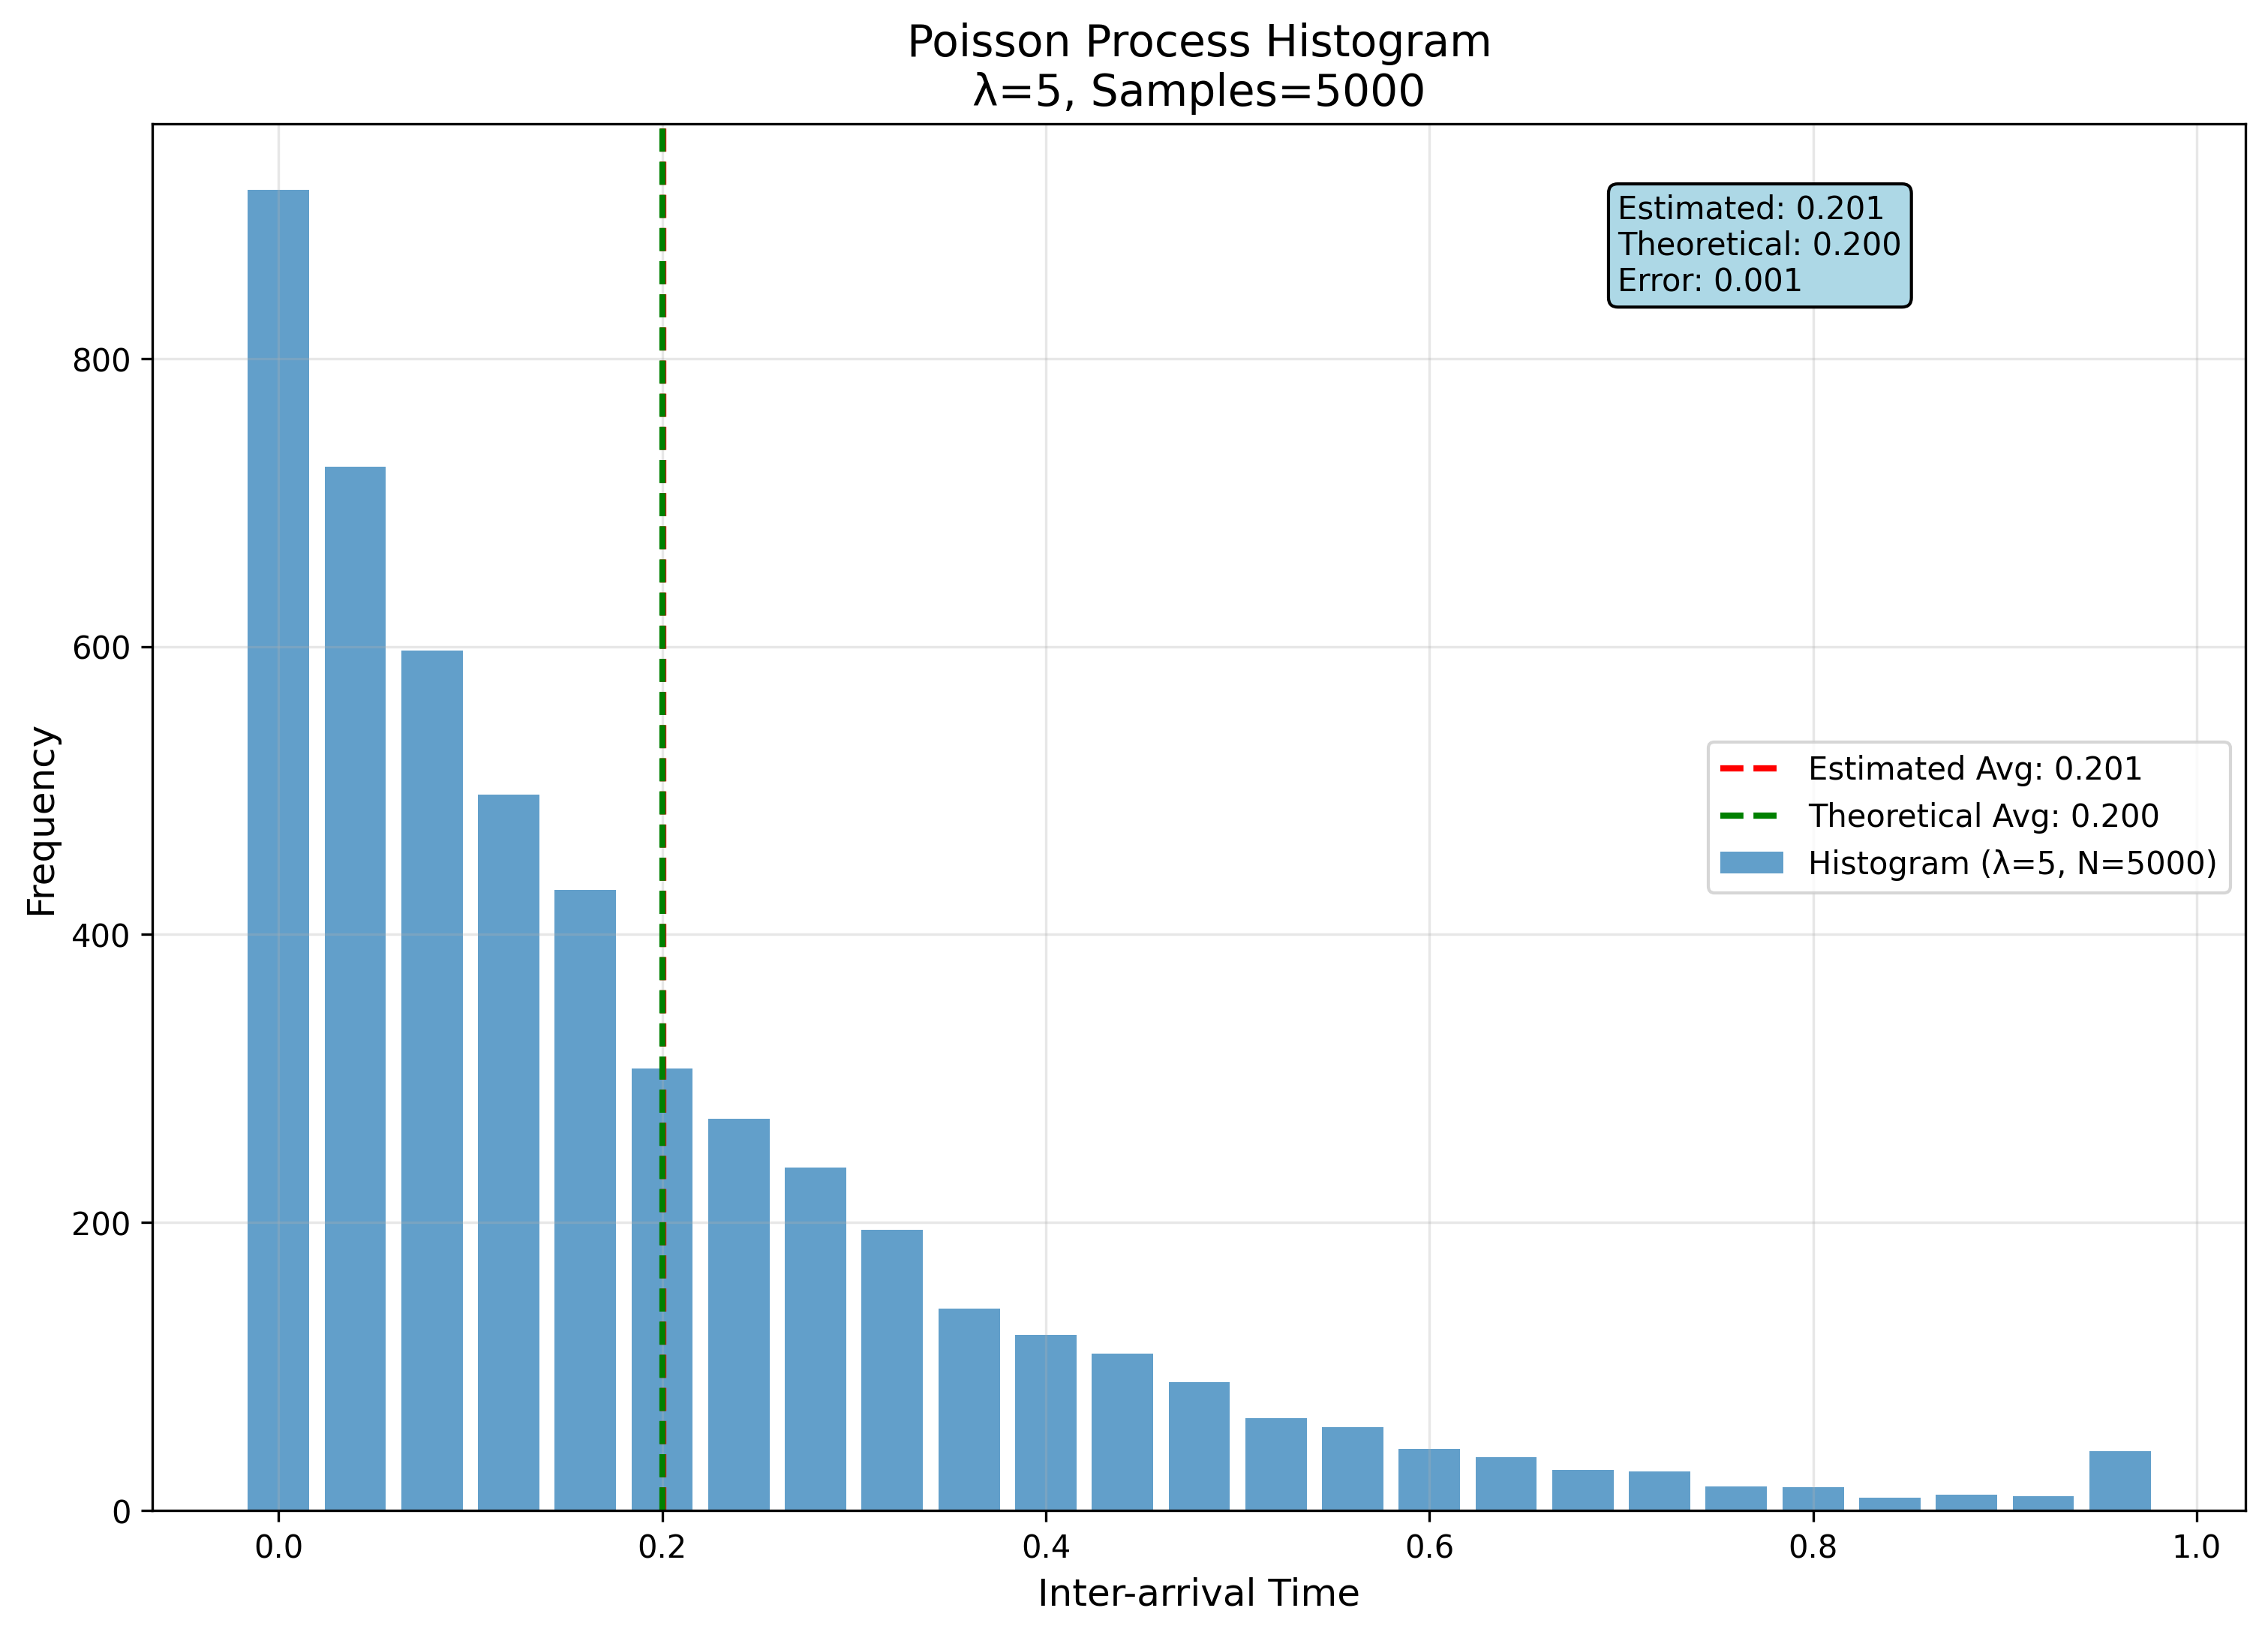 Poisson Process Histogram
λ=5, Samples=5000
Estimated: 0.201
Theoretical: 0.200
Error: 0.001
800
600
400
200
0
Frequency
Estimated Avg: 0.201
Theoretical Avg: 0.200
Histogram (λ=5, N=5000)
0.0 0.2 0.4 0.6 0.8 1.0
Inter-arrival Time